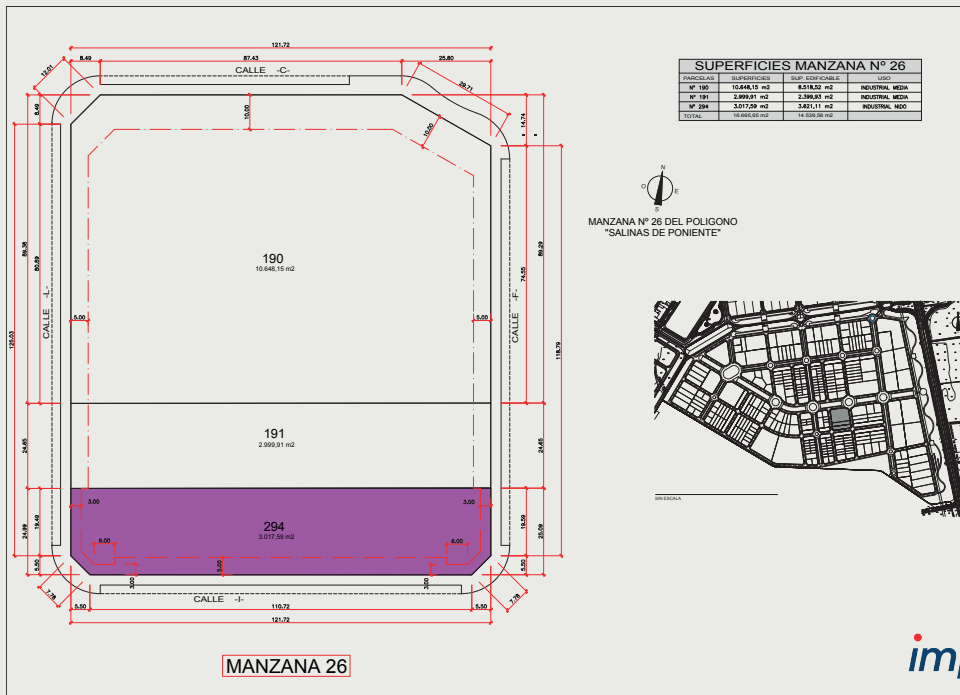 121.72
8.49
87.43
25.80
12.01
CALLE -C-
29.71
8.49
10.00
10.00
14.74
SUPERFICIES MANZANA Nº 26
PARCELAS SUPERFICIES SUP. EDIFICABLE USO
Nº 190 10.648,15 m2 8.518,52 m2 INDUSTRIAL MEDIA
Nº 191 2.999,91 m2 2.399,93 m2 INDUSTRIAL MEDIA
Nº 294 3.017,59 m2 3.621,11 m2 INDUSTRIAL NIDO
TOTAL 16.665,65 m2 14.539,56 m2
N
O E
S
MANZANA Nº 26 DEL POLIGONO
"SALINAS DE PONIENTE"
190
10.648,15 m2
89.38
80.89
74.55
89.29
CALLE -L-
CALLE -F-
5.00
5.00
125.03
118.79
191
2.999,91 m2
24.65
24.65
3.00
3.00
294
3.017,59 m2
24.99
19.49
19.59
25.09
6.00
6.00
5.50
5.00
3.00
3.00
5.50
SIN ESCALA
7.78
7.78
CALLE -I-
5.50
110.72
5.50
121.72
MANZANA 26